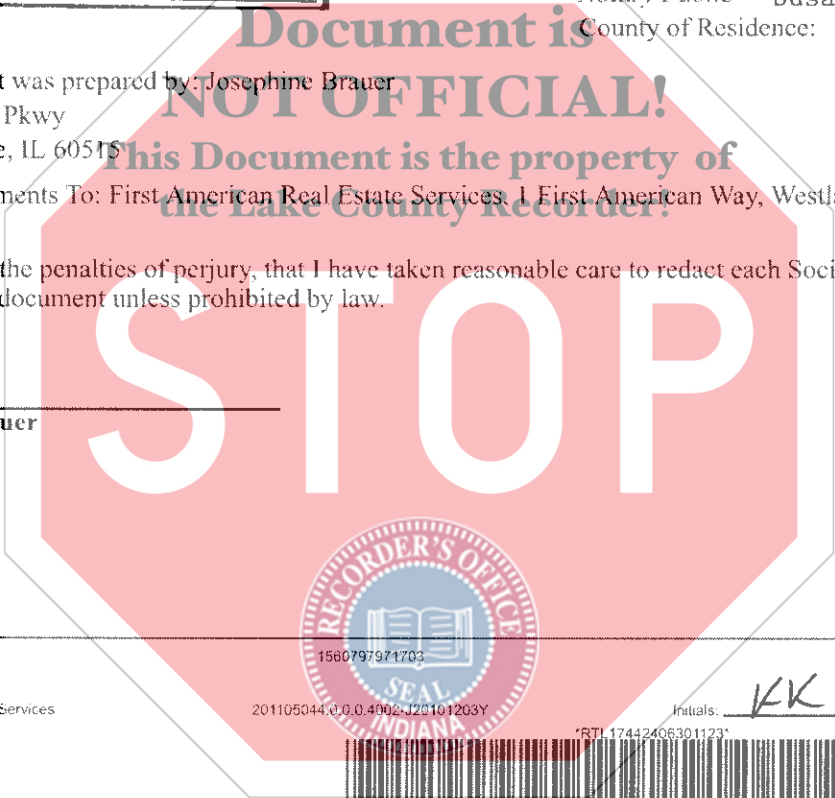 Document is
County of Residence:
t was prepared by: Josephine Brauer
NOT OFFICIAL!
Pkwy
, IL 60515
This Document is the property of
ments To: First American Real Estate Services, 1 First American Way, Westla
the Lake County Recorder!
the penalties of perjury, that I have taken reasonable care to redact each Soci
document unless prohibited by law.
STOP
uer
RECORDER'S OFFICE
1560797971703
SEAL
Services
201105044.0.0.0.4002-J20101203Y
Initials: KK
INDIANA
*RTL17442406301123*